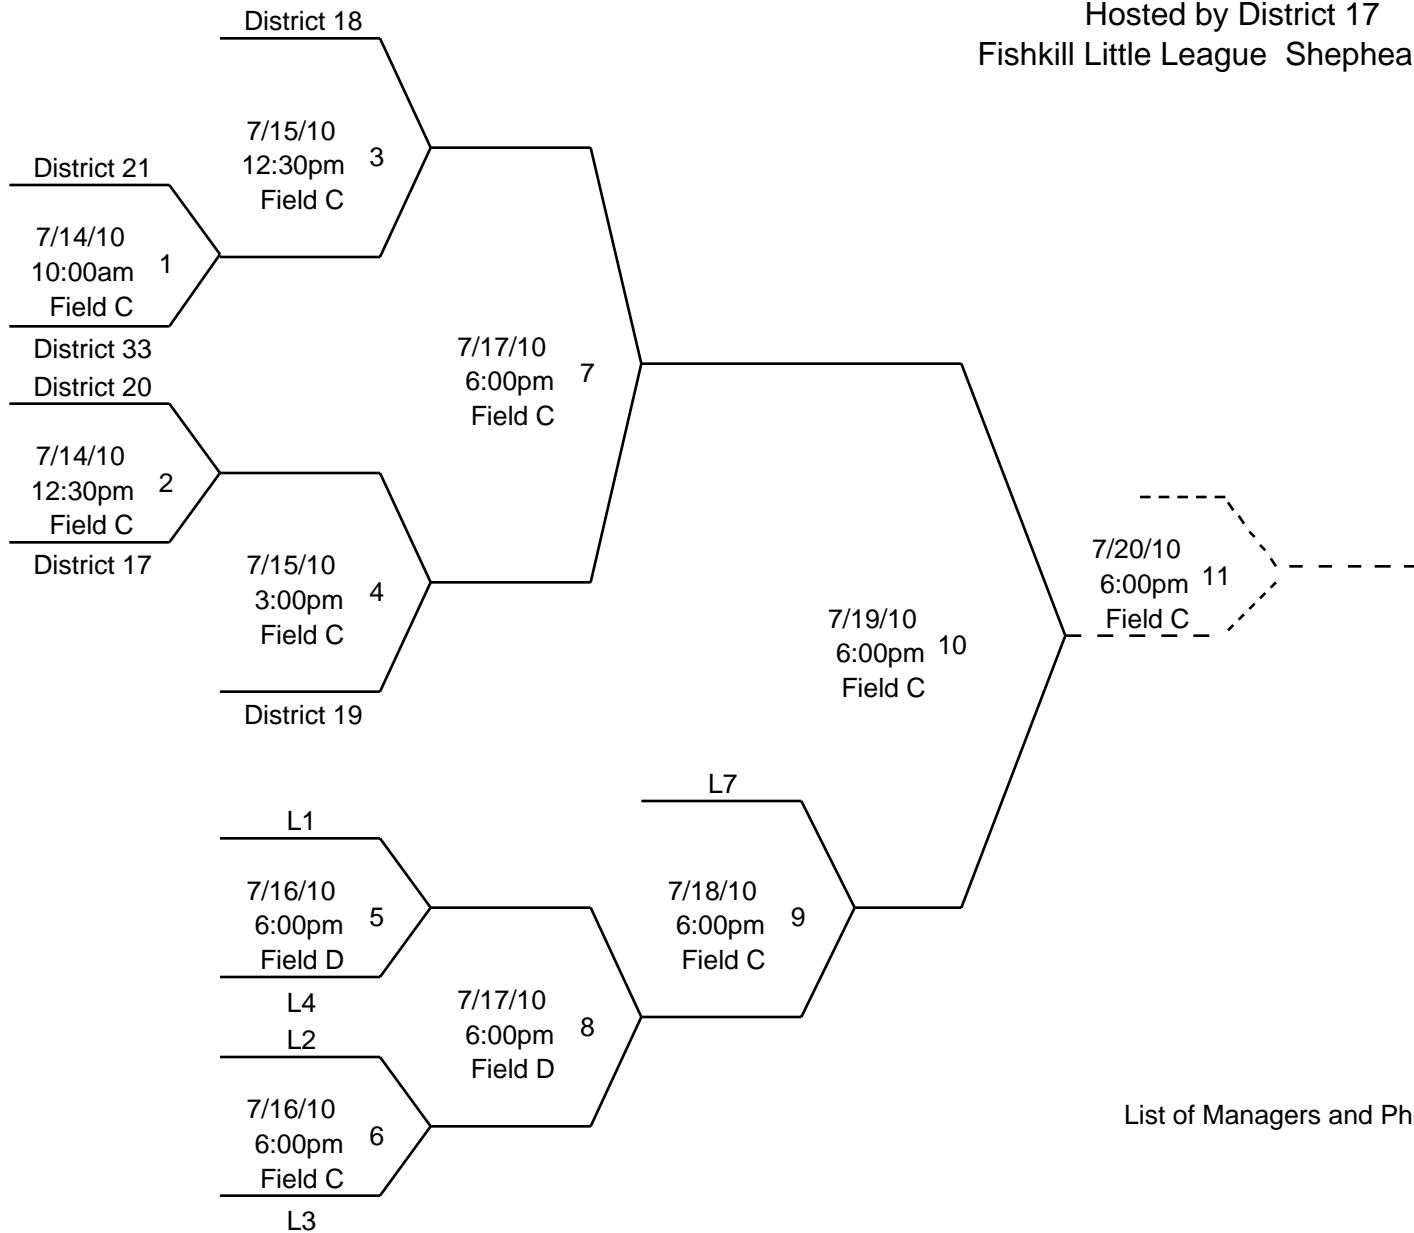 Hosted by District 17
Fishkill Little League Shephea
District 18
7/15/10
12:30pm 3
Field C
District 21
7/14/10
10:00am 1
Field C
District 33
District 20
7/14/10
12:30pm 2
Field C
District 17
7/15/10
3:00pm 4
Field C
District 19
7/17/10
6:00pm 7
Field C
L1
7/16/10
6:00pm 5
Field D
L4
L2
7/16/10
6:00pm 6
Field C
L3
7/17/10
6:00pm 8
Field D
L7
7/18/10
6:00pm 9
Field C
7/19/10
6:00pm 10
Field C
7/20/10
6:00pm 11
Field C
List of Managers and Ph